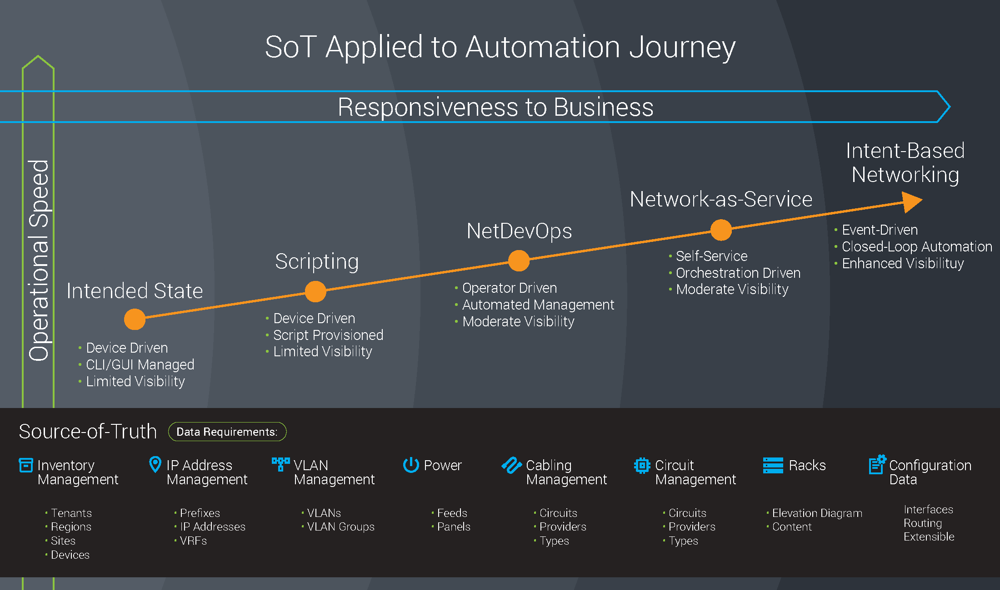 SoT Applied to Automation Journey
Responsiveness to Business
Operational Speed
Intended State
• Device Driven
• CLI/GUI Managed
• Limited Visibility
Scripting
• Device Driven
• Script Provisioned
• Limited Visibility
NetDevOps
• Operator Driven
• Automated Management
• Moderate Visibility
Network-as-Service
• Self-Service
• Orchestration Driven
• Moderate Visibility
Intent-Based
Networking
• Event-Driven
• Closed-Loop Automation
• Enhanced Visibilituy
Source-of-Truth
Data Requirements:
Inventory
Management
• Tenants
• Regions
• Sites
• Devices
IP Address
Management
• Prefixes
• IP Addresses
• VRFs
VLAN
Management
• VLANs
• VLAN Groups
Power
• Feeds
• Panels
Cabling
Management
• Circuits
• Providers
• Types
Circuit
Management
• Circuits
• Providers
• Types
Racks
• Elevation Diagram
• Content
Configuration
Data
Interfaces
Routing
Extensible